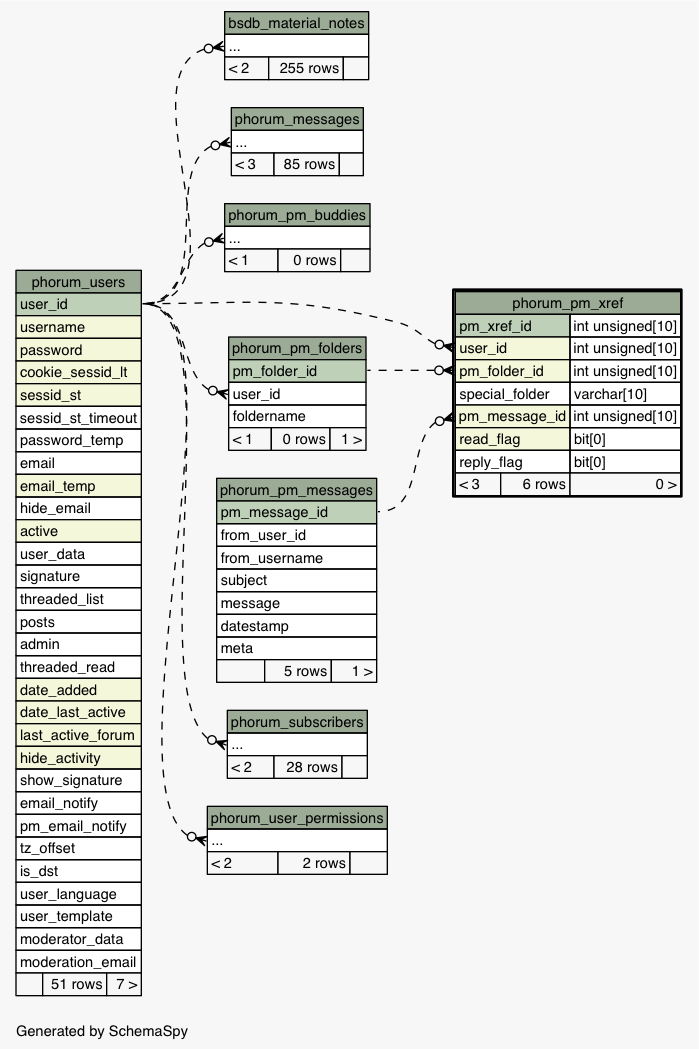 bsdb_material_notes
...
< 2 255 rows
phorum_messages
...
< 3 85 rows
phorum_pm_buddies
...
< 1 0 rows
phorum_users
user_id
username
password
cookie_sessid_lt
sessid_st
sessid_st_timeout
password_temp
email
email_temp
hide_email
active
user_data
signature
threaded_list
posts
admin
threaded_read
date_added
date_last_active
last_active_forum
hide_activity
show_signature
email_notify
pm_email_notify
tz_offset
is_dst
user_language
user_template
moderator_data
moderation_email
51 rows 7 >
phorum_pm_folders
pm_folder_id
user_id
foldername
< 1 0 rows 1 >
phorum_pm_messages
pm_message_id
from_user_id
from_username
subject
message
datestamp
meta
5 rows 1 >
phorum_subscribers
...
< 2 28 rows
phorum_user_permissions
...
< 2 2 rows
phorum_pm_xref
pm_xref_id int unsigned[10]
user_id int unsigned[10]
pm_folder_id int unsigned[10]
special_folder varchar[10]
pm_message_id int unsigned[10]
read_flag bit[0]
reply_flag bit[0]
< 3 6 rows 0 >
Generated by SchemaSpy